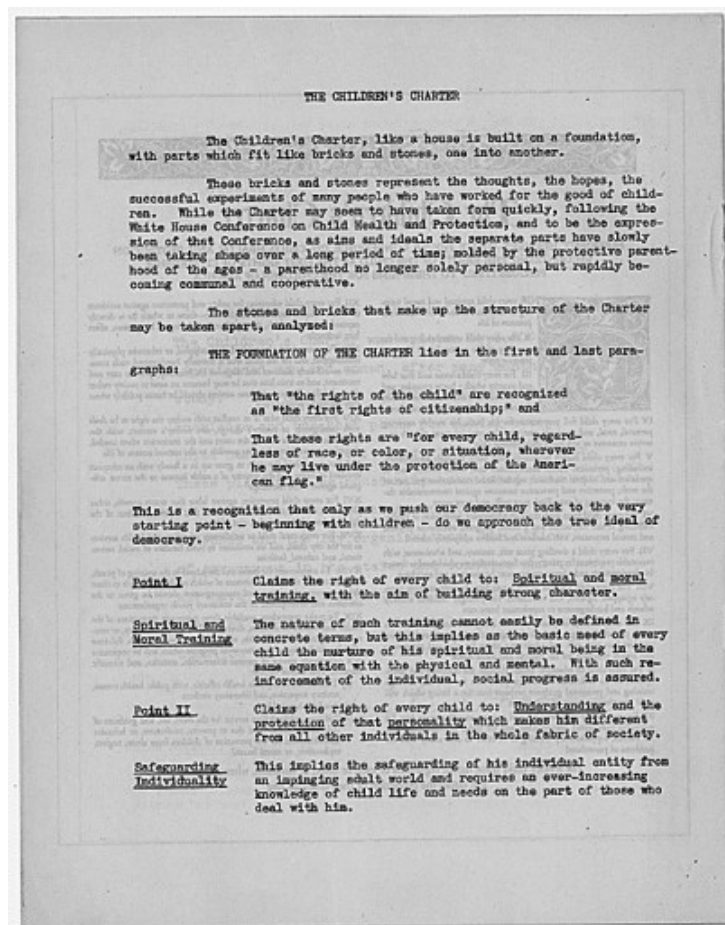 THE CHILDREN'S CHARTER
The Children's Charter, like a house is built on a foundation,
with parts which fit like bricks and stones, one into another.
These bricks and stones represent the thoughts, the hopes, the
successful experiments of many people who have worked for the good of child-
ren. While the Charter may seem to have taken form quickly, following the
White House Conference on Child Health and Protection, and to be the expres-
sion of that Conference, as aims and ideals the separate parts have slowly
been taking shape over a long period of time; molded by the protective parent-
hood of the ages - a parenthood no longer solely personal, but rapidly be-
coming communal and cooperative.
The stones and bricks that make up the structure of the Charter
may be taken apart, analyzed:
THE FOUNDATION OF THE CHARTER lies in the first and last para-
graphs:
That "the rights of the child" are recognized
as "the first rights of citizenship;" and
That these rights are "for every child, regard-
less of race, or color, or situation, wherever
he may live under the protection of the Ameri-
can flag."
This is a recognition that only as we push our democracy back to the very
starting point - beginning with children - do we approach the true ideal of
democracy.
Point I Claims the right of every child to: Spiritual and moral
training, with the aim of building strong character.
Spiritual and The nature of such training cannot easily be defined in
Moral Training concrete terms, but this implies as the basic need of every
child the nurture of his spiritual and moral being in the
same equation with the physical and mental. With such re-
inforcement of the individual, social progress is assured.
Point II Claims the right of every child to: Understanding and the
protection of that personality which makes him different
from all other individuals in the whole fabric of society.
Safeguarding This implies the safeguarding of his individual entity from
Individuality an impinging adult world and requires an ever-increasing
knowledge of child life and needs on the part of those who
deal with him.